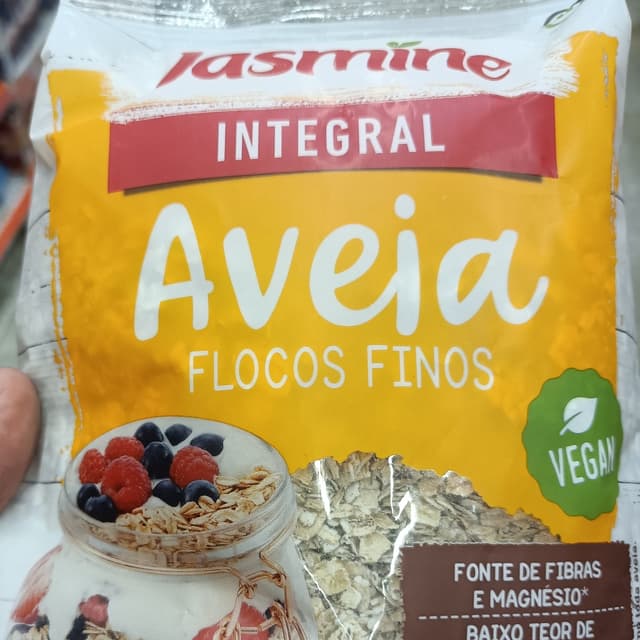 Jasmine
INTEGRAL
Aveia
FLOCOS FINOS
VEGAN
FONTE DE FIBRAS
E MAGNÉSIO*
BAIXO TEOR DE